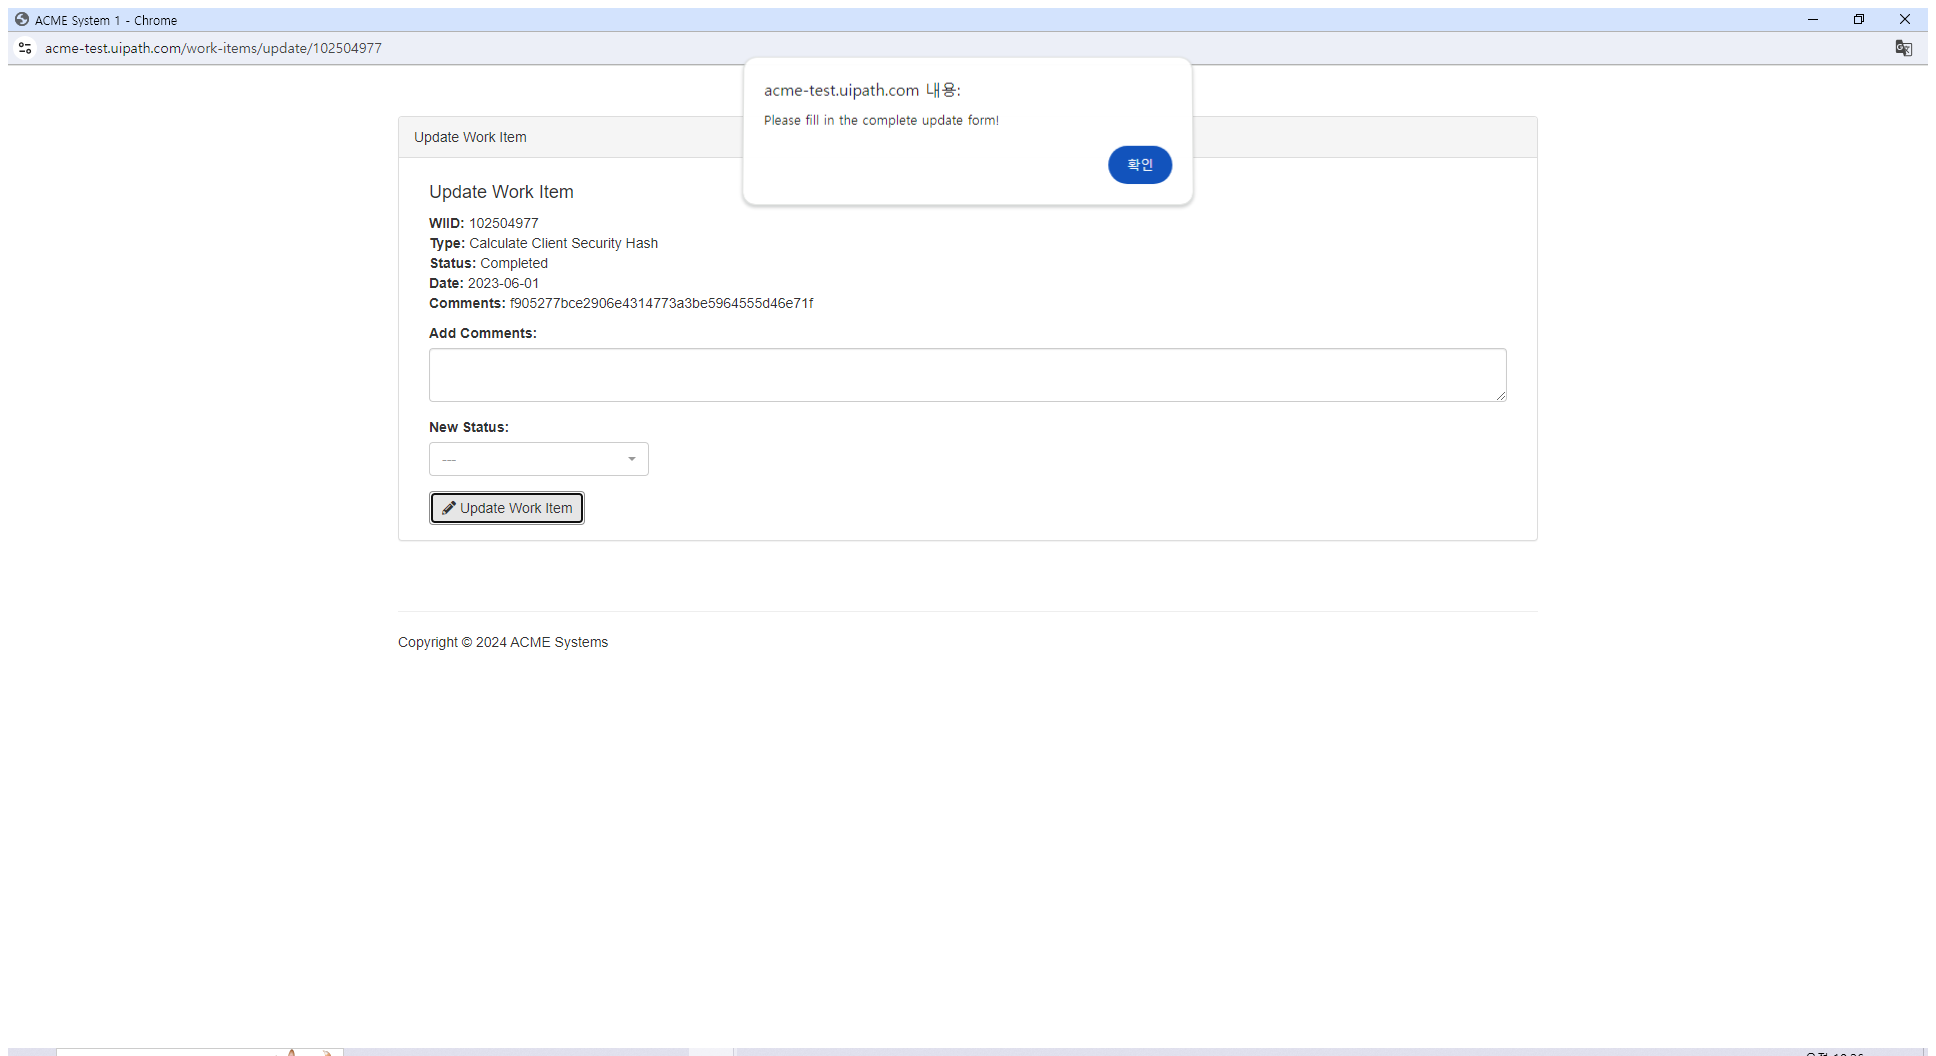 ACME System 1 - Chrome
acme-test.uipath.com/work-items/update/102504977
acme-test.uipath.com 내용:
Please fill in the complete update form!
확인
Update Work Item
Update Work Item
WIID: 102504977
Type: Calculate Client Security Hash
Status: Completed
Date: 2023-06-01
Comments: f905277bce2906e4314773a3be5964555d46e71f
Add Comments:
New Status:
---
Update Work Item
Copyright © 2024 ACME Systems